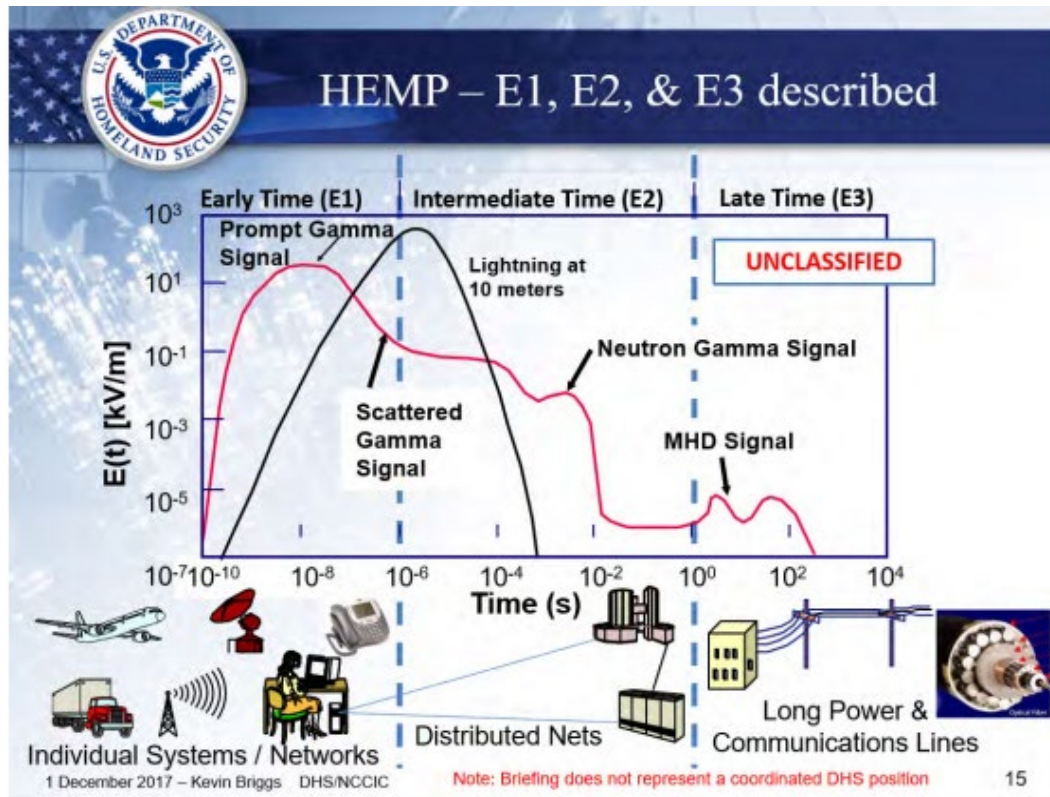 U.S. DEPARTMENT OF
HOMELAND SECURITY
HEMP – E1, E2, & E3 described
Early Time (E1)
Intermediate Time (E2)
Late Time (E3)
10³
10¹
10-¹
10-³
10-⁵
10-⁷
E(t) [kV/m]
Prompt Gamma
Signal
Lightning at
10 meters
UNCLASSIFIED
Neutron Gamma Signal
Scattered
Gamma
Signal
MHD Signal
10-¹⁰
10-⁸
10-⁶
10-⁴
10-²
10⁰
10²
10⁴
Time (s)
Individual Systems / Networks
Distributed Nets
Long Power &
Communications Lines
Optical Fiber
1 December 2017 – Kevin Briggs DHS/NCCIC
Note: Briefing does not represent a coordinated DHS position
15